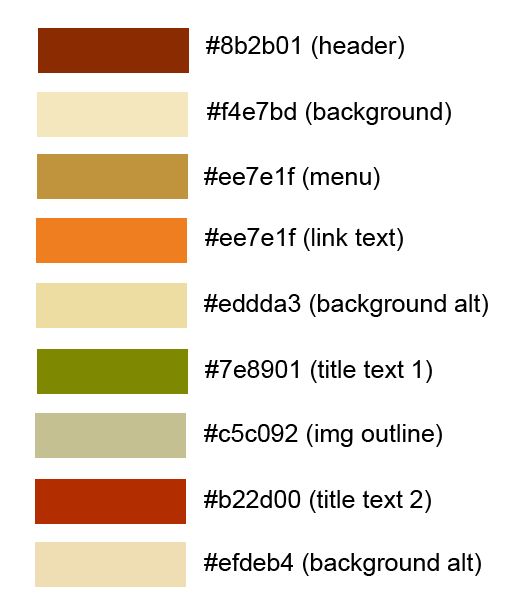 #8b2b01 (header)
#f4e7bd (background)
#ee7e1f (menu)
#ee7e1f (link text)
#eddda3 (background alt)
#7e8901 (title text 1)
#c5c092 (img outline)
#b22d00 (title text 2)
#efdeb4 (background alt)